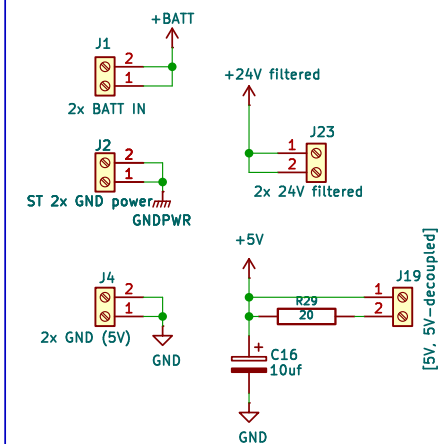 +BATT
J1
2
1
2x BATT IN
+24V filtered
J23
1
2
2x 24V filtered
J2
2
1
ST 2x GND power
GNDPWR
+5V
J4
2
1
2x GND (5V)
GND
R29
20
J19
1
2
[5V, 5V-decoupled]
+
C16
10uf
GND